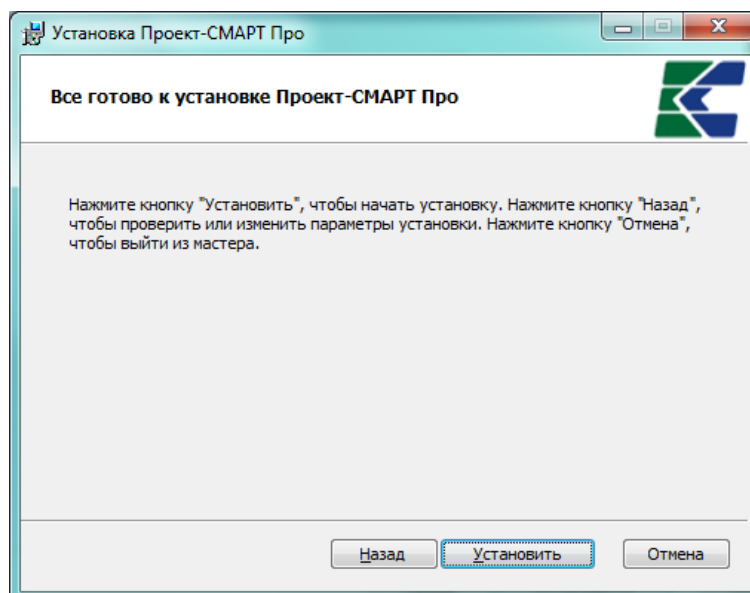 Установка Проект-СМАРТ Про
Все готово к установке Проект-СМАРТ Про
Нажмите кнопку "Установить", чтобы начать установку. Нажмите кнопку "Назад",
чтобы проверить или изменить параметры установки. Нажмите кнопку "Отмена",
чтобы выйти из мастера.
Назад Установить Отмена